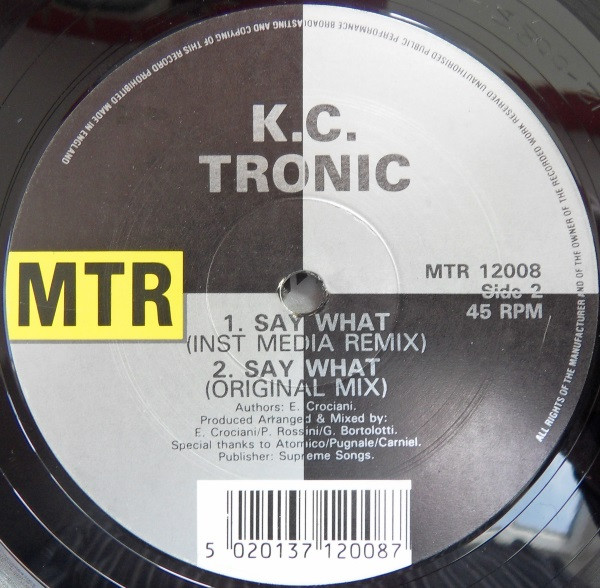 ALL RIGHTS OF THE MANUFACTURER AND OF THE OWNER OF THE RECORDED WORK RESERVED UNAUTHORISED PUBLIC PERFORMANCE BROADCASTING AND COPYING OF THIS RECORD PROHIBITED MADE IN ENGLAND
K.C.
TRONIC
MTR
MTR 12008
Side 2
45 RPM
1. SAY WHAT
(INST MEDIA REMIX)
2. SAY WHAT
(ORIGINAL MIX)
Authors: E. Crociani.
Produced Arranged & Mixed by:
E. Crociani/P. Rossini/G. Bortolotti.
Special thanks to Atomico/Pugnale/Carniel.
Publisher: Supreme Songs.
5 020137 120087